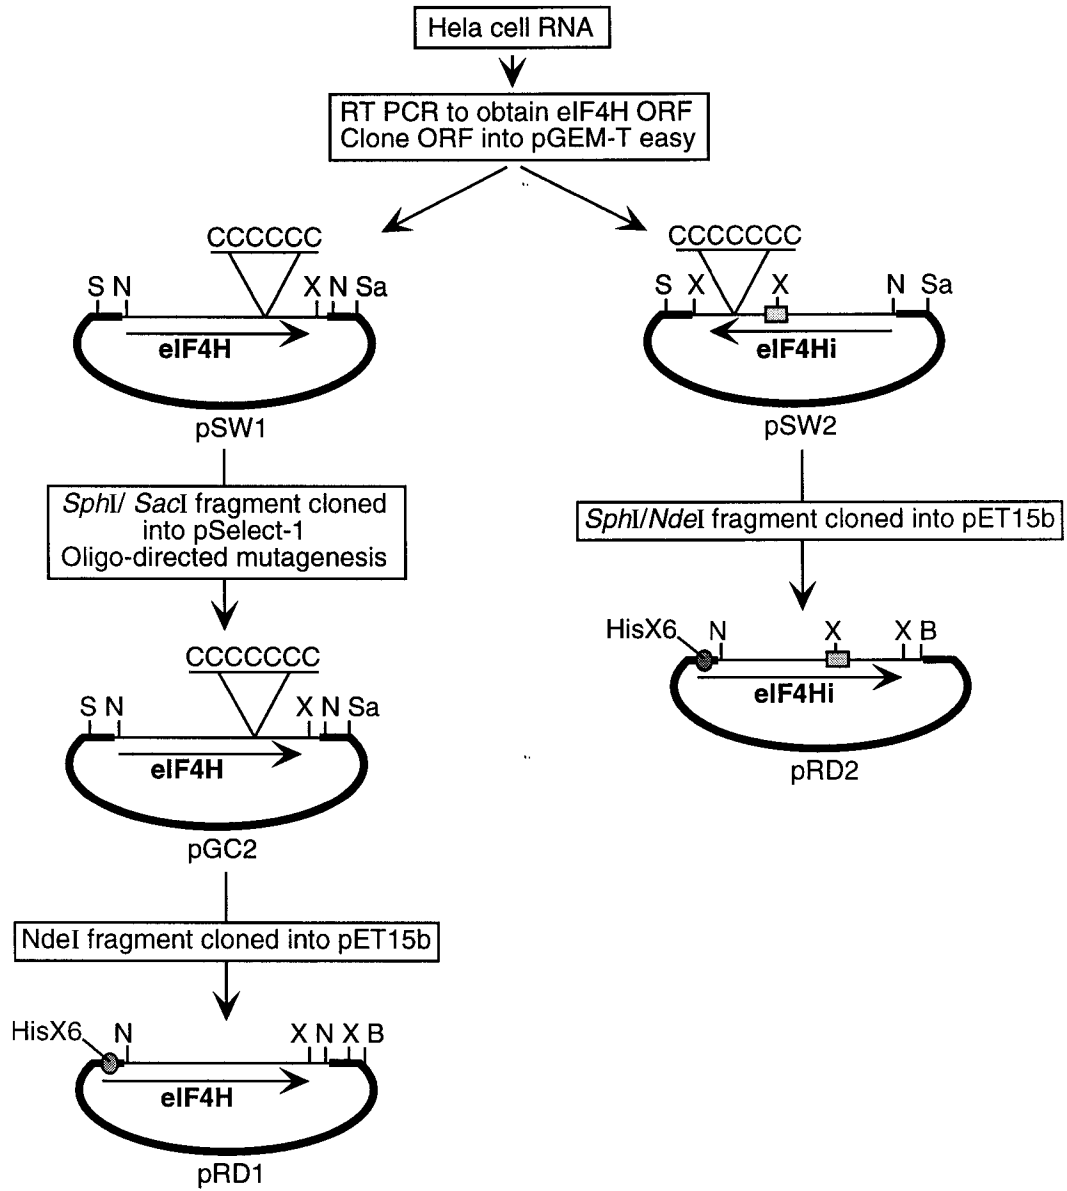 Hela cell RNA
RT PCR to obtain eIF4H ORF
Clone ORF into pGEM-T easy
CCCCCC
S N X N Sa
eIF4H
pSW1
CCCCCCC
S X X N Sa
eIF4Hi
pSW2
SphI/ SacI fragment cloned
into pSelect-1
Oligo-directed mutagenesis
SphI/NdeI fragment cloned into pET15b
CCCCCCC
S N X N Sa
eIF4H
pGC2
HisX6 N X X B
eIF4Hi
pRD2
NdeI fragment cloned into pET15b
HisX6 N X N X B
eIF4H
pRD1